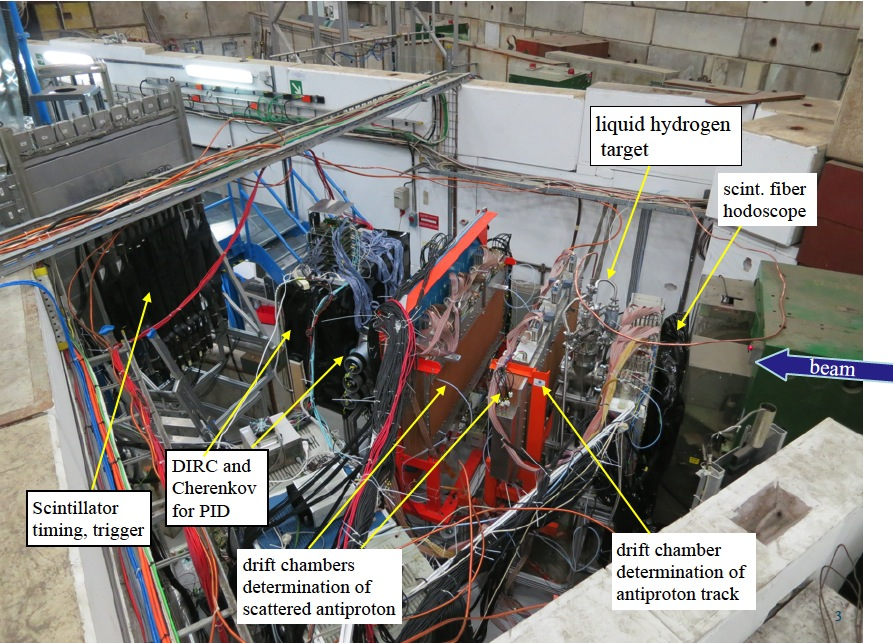 liquid hydrogen
target
scint. fiber
hodoscope
beam
DIRC and
Cherenkov
for PID
Scintillator
timing, trigger
drift chambers
determination of
scattered antiproton
drift chamber
determination of
antiproton track
3